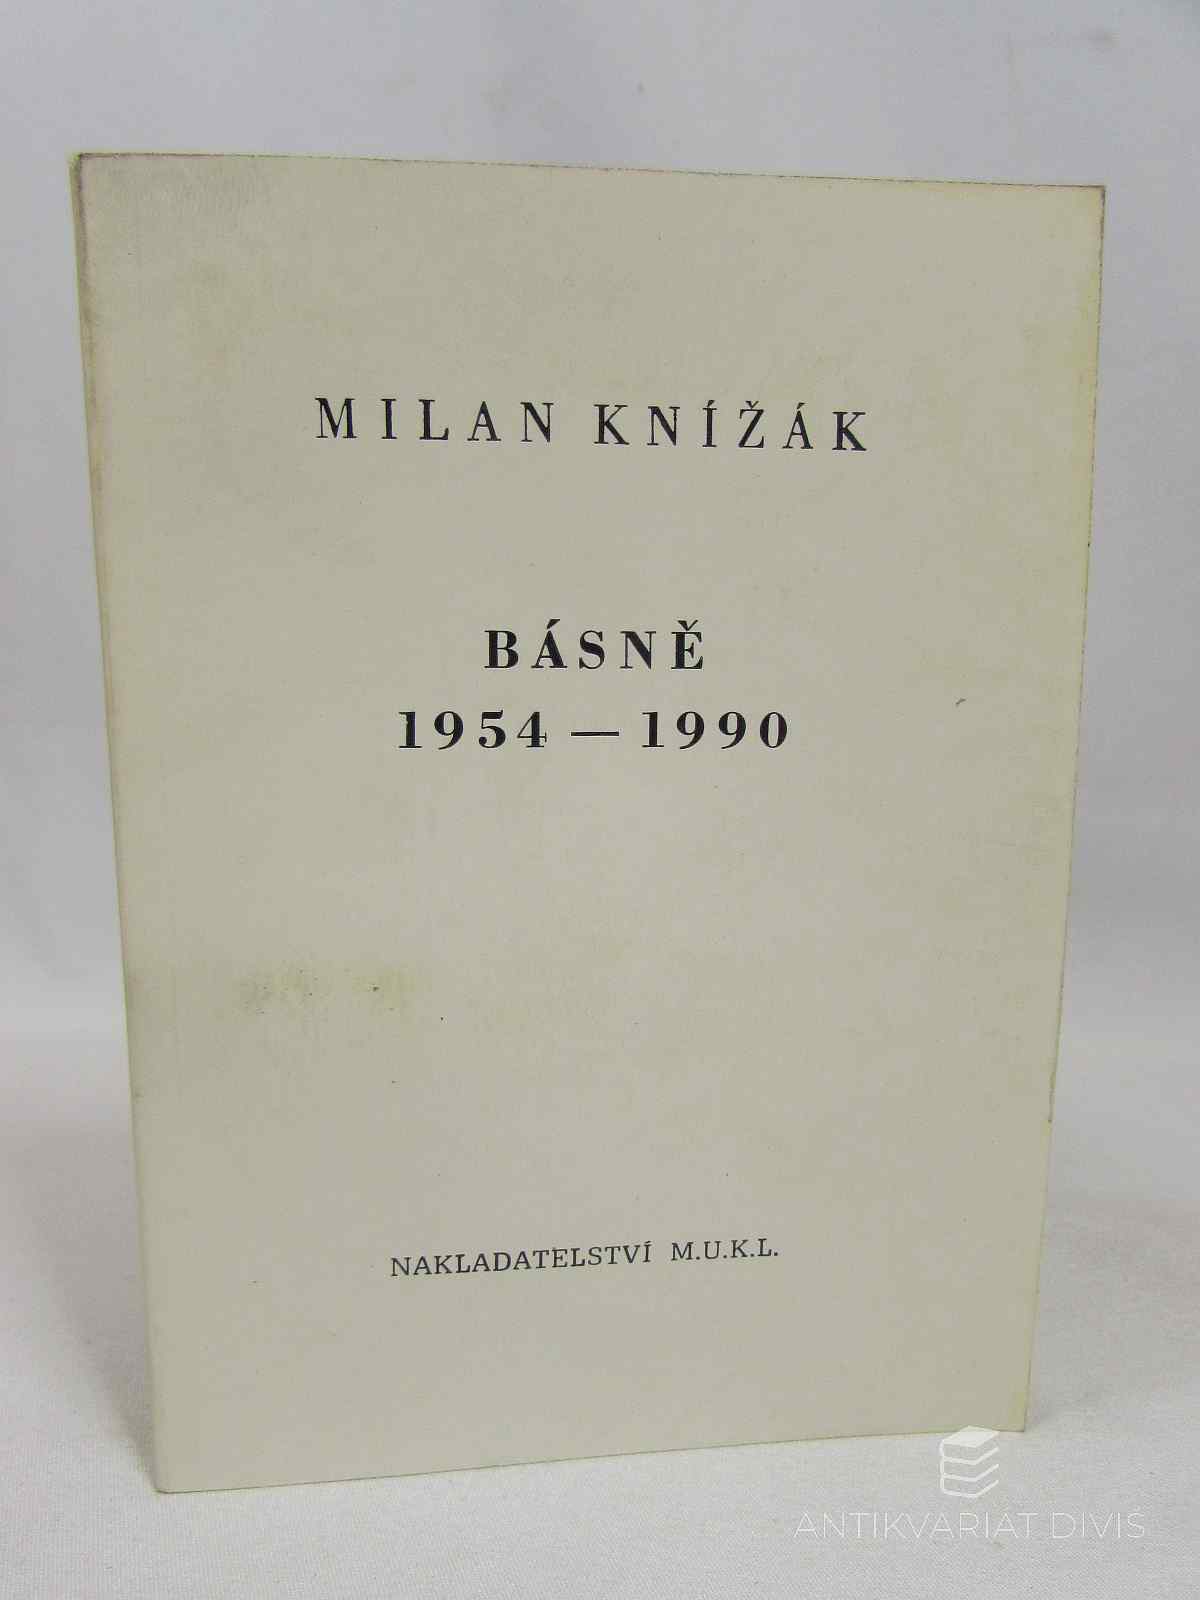 MILAN KNÍŽÁK
BÁSNĚ
1954 — 1990
NAKLADATELSTVÍ M.U.K.L.
ANTIKVARIÁT DIVIŠ